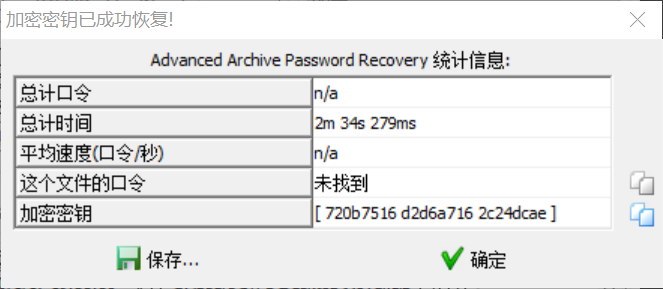 加密密钥已成功恢复!
Advanced Archive Password Recovery 统计信息:
总计口令 n/a
总计时间 2m 34s 279ms
平均速度(口令/秒) n/a
这个文件的口令 未找到
加密密钥 [ 720b7516 d2d6a716 2c24dcae ]
保存... 确定